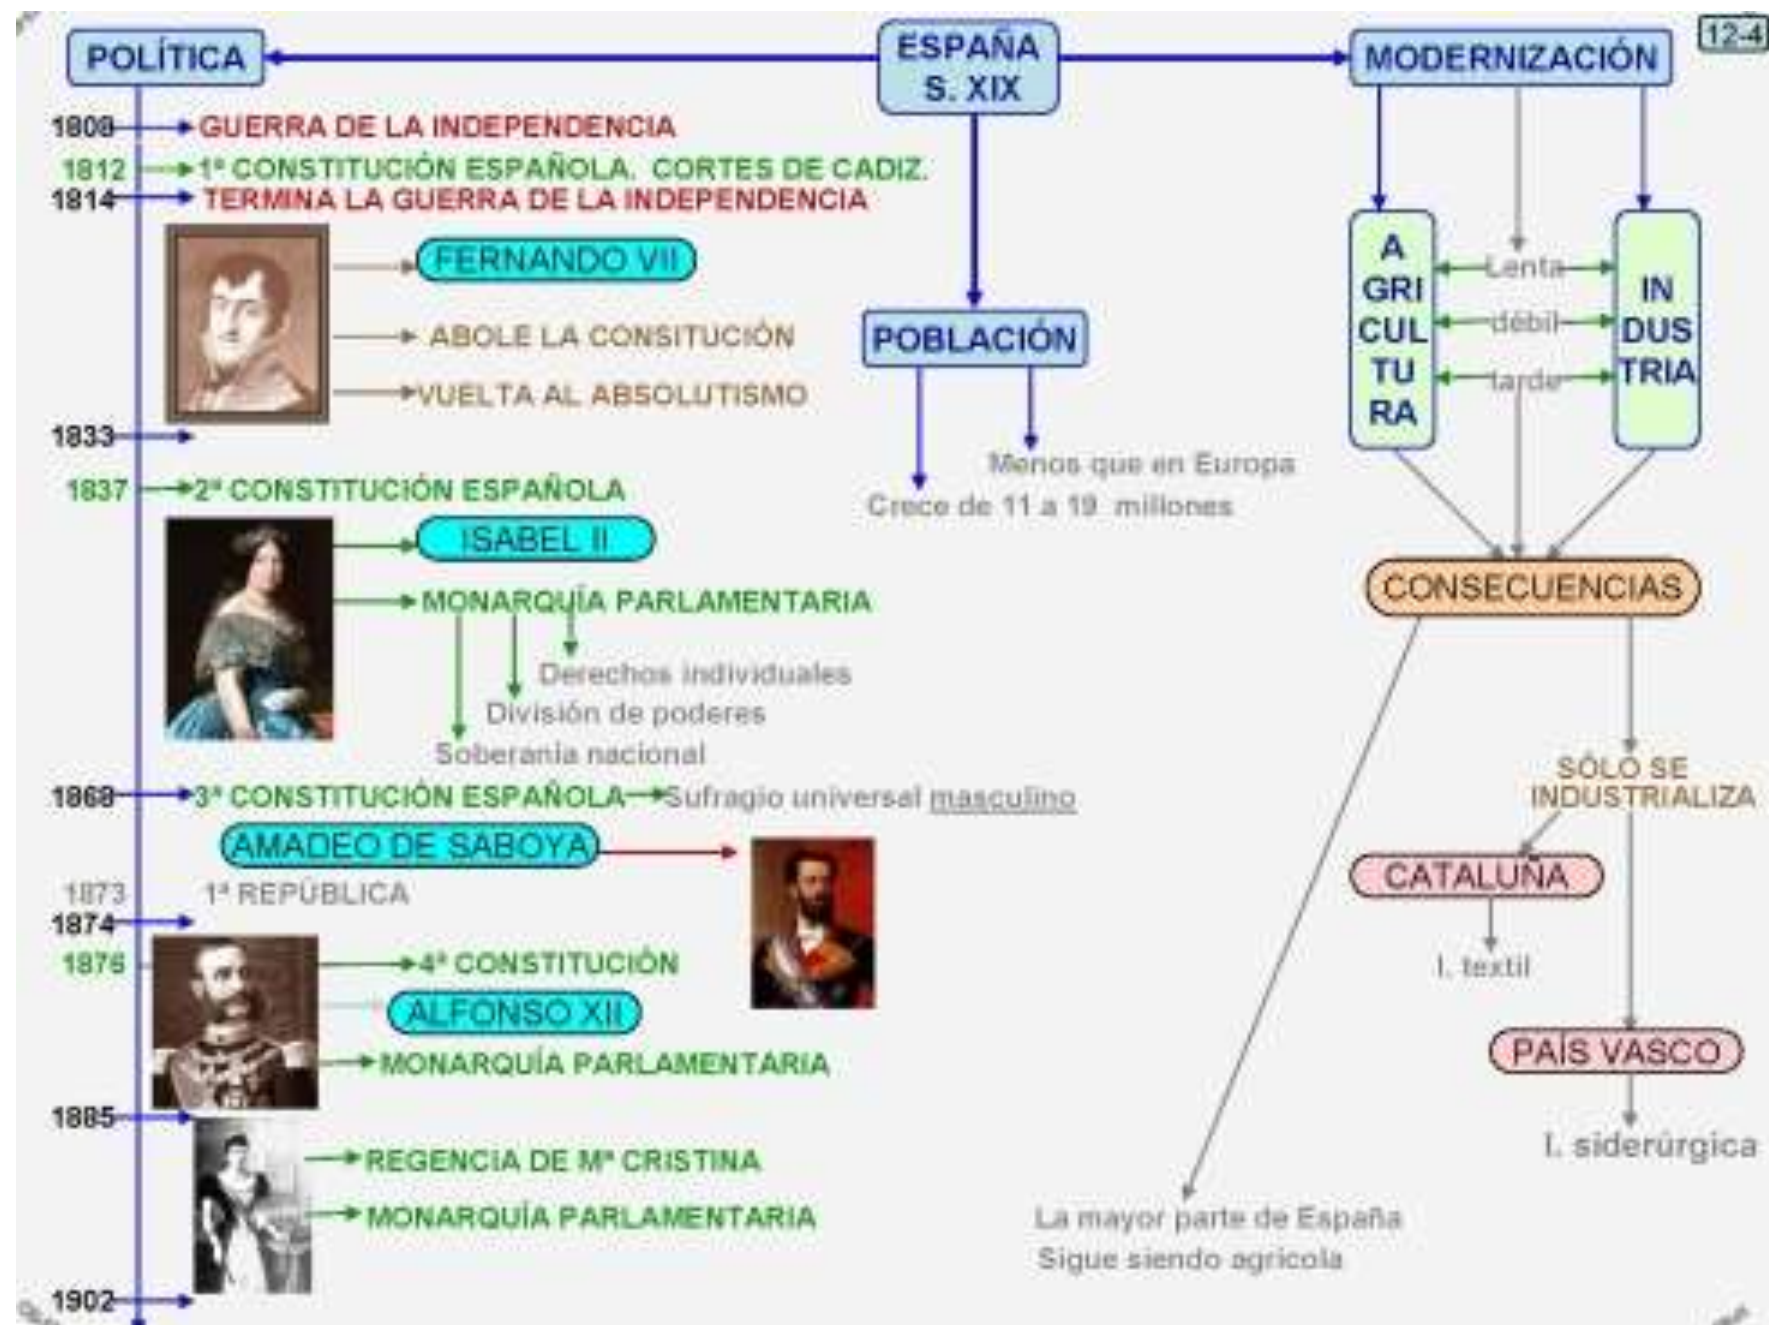 POLÍTICA
ESPAÑA
S. XIX
MODERNIZACIÓN
12-4
1808 GUERRA DE LA INDEPENDENCIA
1812 1ª CONSTITUCIÓN ESPAÑOLA. CORTES DE CADIZ.
1814 TERMINA LA GUERRA DE LA INDEPENDENCIA
FERNANDO VII
ABOLE LA CONSITUCIÓN
VUELTA AL ABSOLUTISMO
1833
1837 2ª CONSTITUCIÓN ESPAÑOLA
ISABEL II
MONARQUÍA PARLAMENTARIA
Derechos individuales
División de poderes
Soberanía nacional
1868 3ª CONSTITUCIÓN ESPAÑOLA Sufragio universal masculino
AMADEO DE SABOYA
1873 1ª REPÚBLICA
1874
1876 4ª CONSTITUCIÓN
ALFONSO XII
MONARQUÍA PARLAMENTARIA
1885
REGENCIA DE Mª CRISTINA
MONARQUÍA PARLAMENTARIA
1902
POBLACIÓN
Menos que en Europa
Crece de 11 a 19 millones
A
GRI
CUL
TU
RA
Lenta
débil
tarde
IN
DUS
TRIA
CONSECUENCIAS
SÓLO SE
INDUSTRIALIZA
CATALUÑA
I. textil
PAÍS VASCO
I. siderúrgica
La mayor parte de España
Sigue siendo agrícola